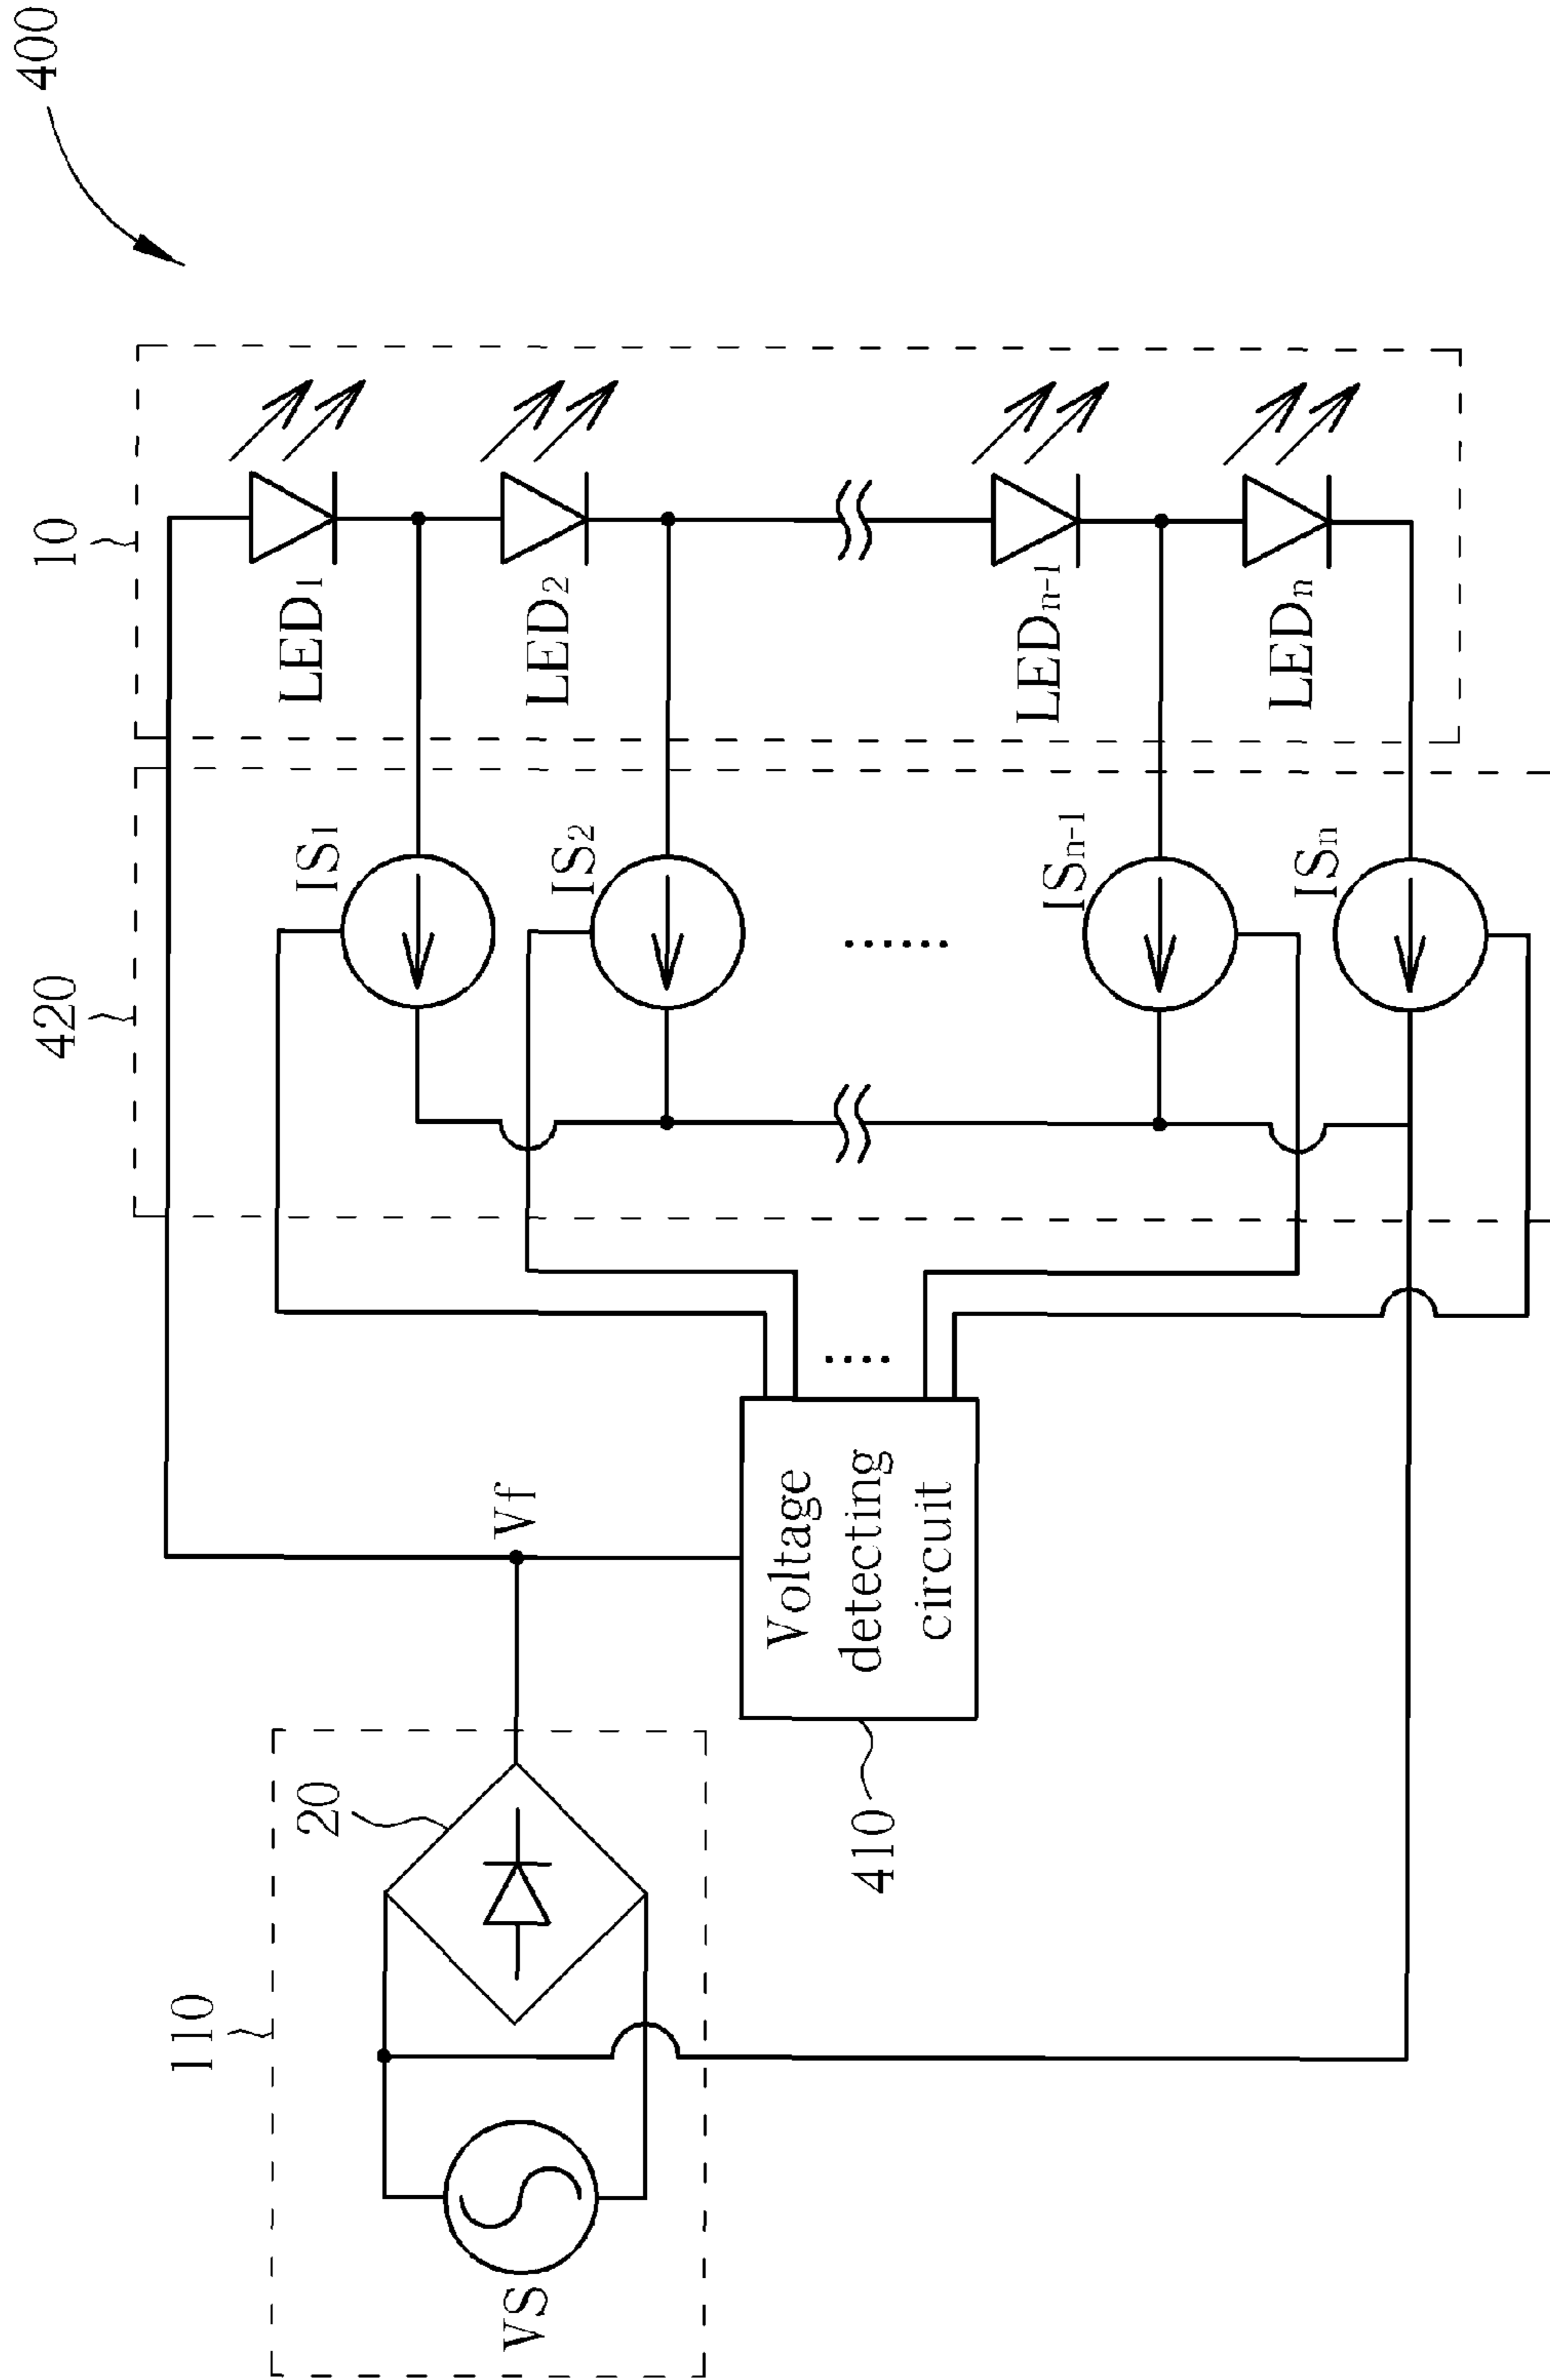 400
10
LED1
LED2
LEDn-1
LEDn
420
IS1
IS2
......
ISn-1
ISn
....
Vf
Voltage
detecting
circuit
410
110
20
VS